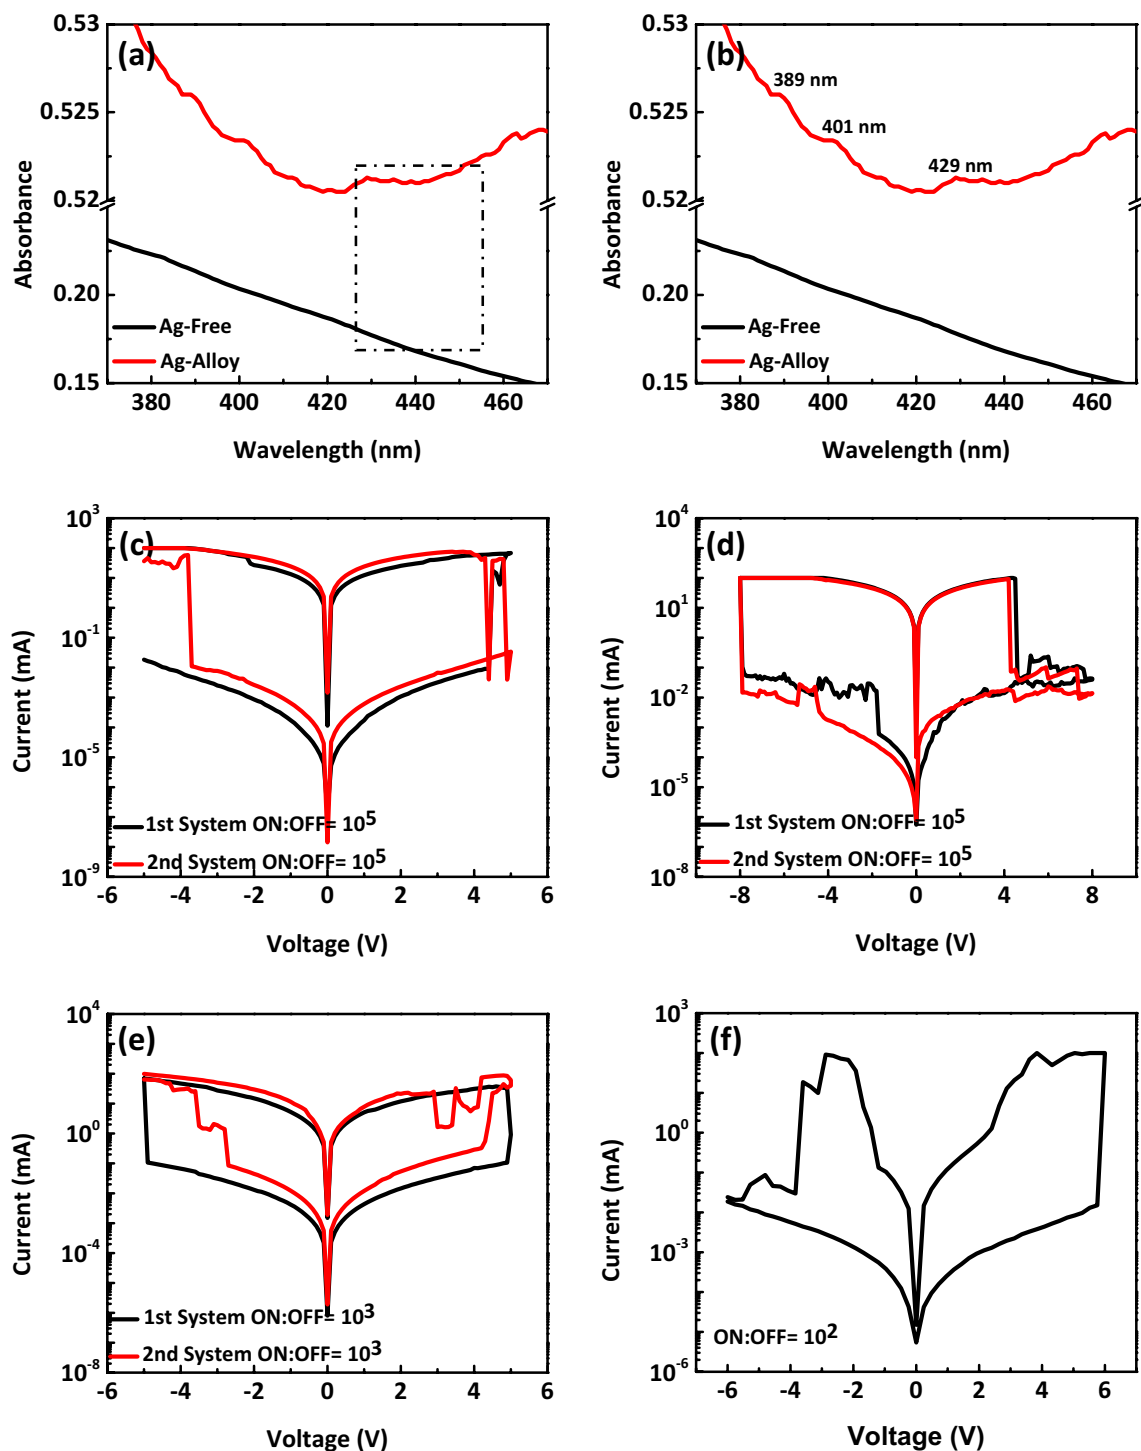 (a)
0.53
0.525
0.52
0.20
0.15
Absorbance
Ag-Free
Ag-Alloy
380 400 420 440 460
Wavelength (nm)
(b)
0.53
0.525
0.52
0.20
0.15
Absorbance
389 nm
401 nm
429 nm
Ag-Free
Ag-Alloy
380 400 420 440 460
Wavelength (nm)
(c)
10³
10⁻¹
10⁻⁵
10⁻⁹
Current (mA)
1st System ON:OFF= 10⁵
2nd System ON:OFF= 10⁵
-6 -4 -2 0 2 4 6
Voltage (V)
(d)
10⁴
10¹
10⁻²
10⁻⁵
10⁻⁸
Current (mA)
1st System ON:OFF= 10⁵
2nd System ON:OFF= 10⁵
-8 -4 0 4 8
Voltage (V)
(e)
10⁴
10⁰
10⁻⁴
10⁻⁸
Current (mA)
1st System ON:OFF= 10³
2nd System ON:OFF= 10³
-6 -4 -2 0 2 4 6
Voltage (V)
(f)
10³
10⁰
10⁻³
10⁻⁶
Current (mA)
ON:OFF= 10²
-6 -4 -2 0 2 4 6
Voltage (V)